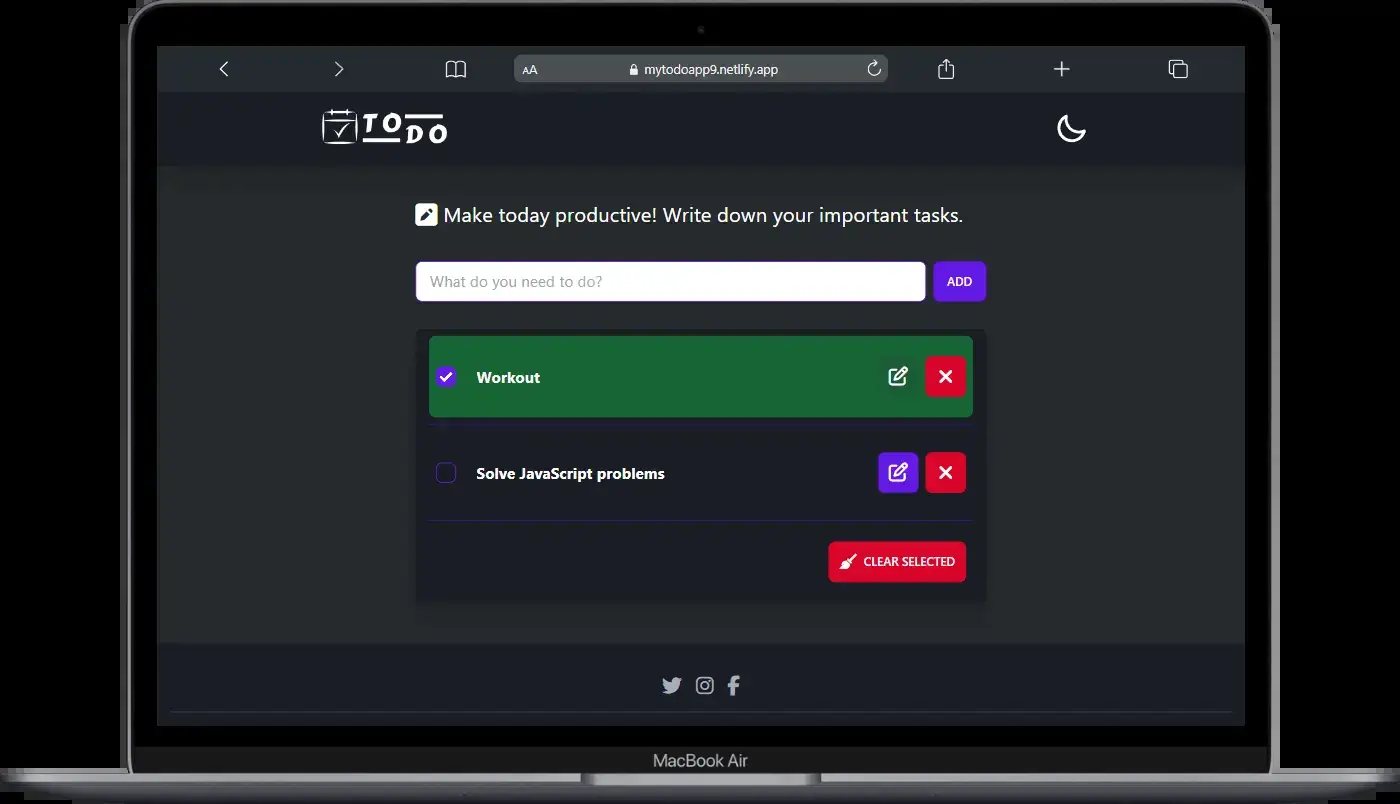 AA mytodoapp9.netlify.app
TODO
Make today productive! Write down your important tasks.
What do you need to do?
ADD
Workout
Solve JavaScript problems
CLEAR SELECTED
MacBook Air